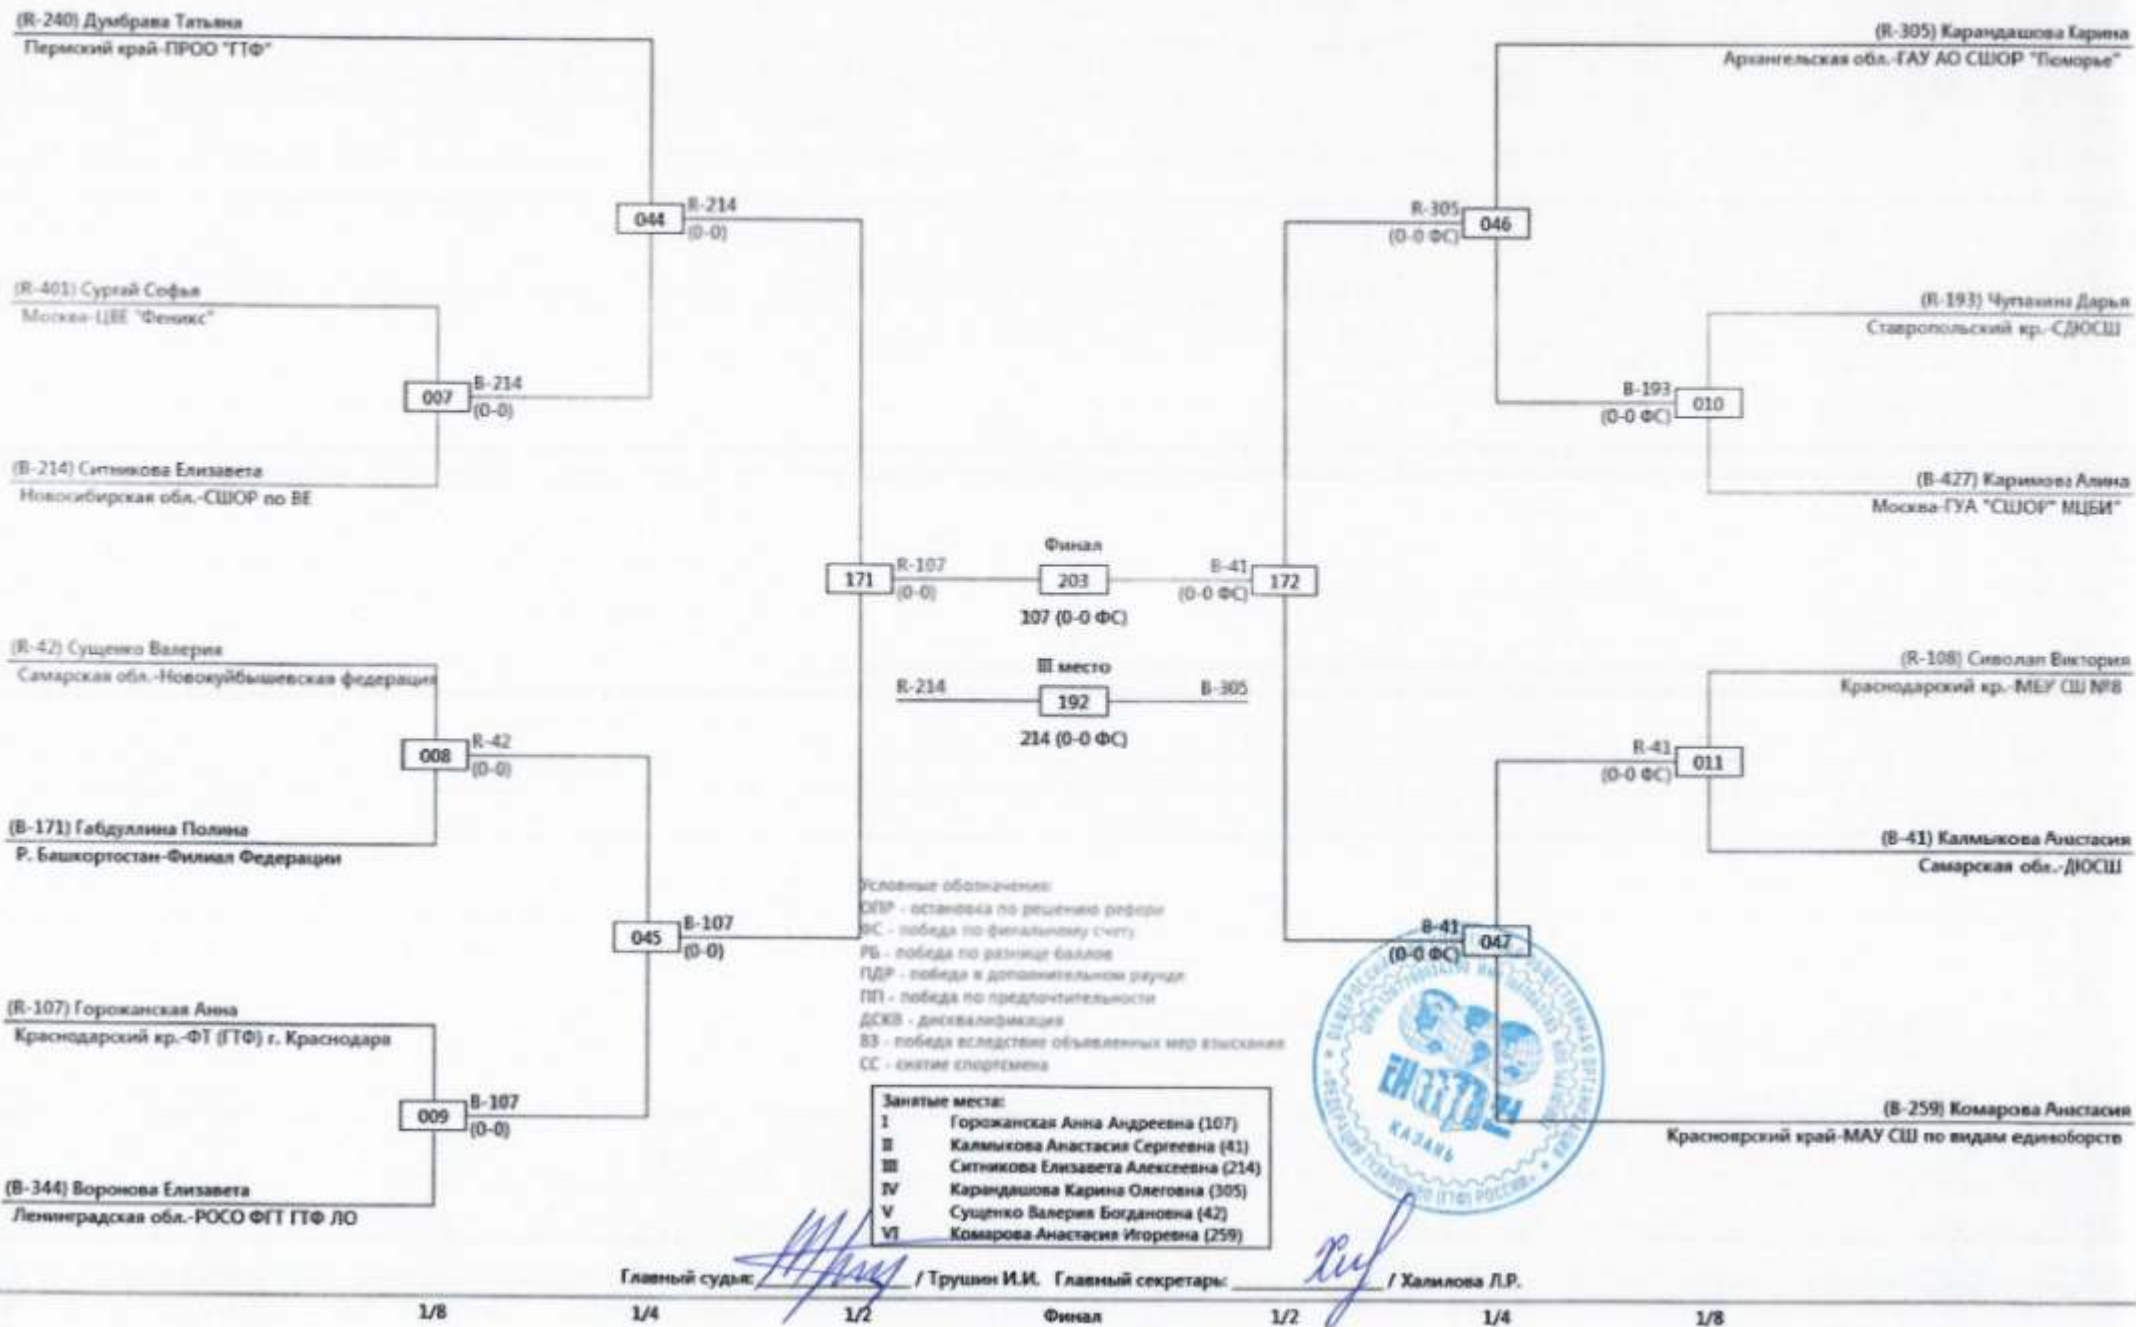 (R-240) Думбрава Татьяна
Пермский край-ПРОО "ГТФ"
(R-305) Карандашова Карина
Архангельская обл.-ГАУ АО СШОР "Поморье"
044
R-214
(0-0)
R-305
(0-0 ФС)
046
(R-401) Сургай Софья
Москва-ЦВЕ "Феникс"
(R-193) Чупахина Дарья
Ставропольский кр.-СДЮСШ
007
B-214
(0-0)
B-193
(0-0 ФС)
010
(B-214) Ситникова Елизавета
Новосибирская обл.-СШОР по ВЕ
(B-427) Каримова Алина
Москва-ГУА "СШОР" МЦБИ"
171
R-107
(0-0)
Финал
203
107 (0-0 ФС)
B-41
(0-0 ФС)
172
III место
R-214
192
B-305
214 (0-0 ФС)
(R-42) Сущенко Валерия
Самарская обл.-Новокуйбышевская федерация
(R-108) Сиволап Виктория
Краснодарский кр.-МБУ СШ №8
008
R-42
(0-0)
R-41
(0-0 ФС)
011
(B-171) Габдуллина Полина
Р. Башкортостан-Филиал Федерации
(B-41) Калмыкова Анастасия
Самарская обл.-ДЮСШ
045
B-107
(0-0)
B-41
(0-0 ФС)
047
Условные обозначения:
ОПР - остановка по решению рефери
ФС - победа по финальному счету
РБ - победа по разнице баллов
ПДР - победа в дополнительном раунде
ПП - победа по предпочтительности
ДСКВ - дисквалификация
ВЗ - победа вследствие объявленных мер взыскания
СС - снятие спортсмена
(R-107) Горожанская Анна
Краснодарский кр.-ФТ (ГТФ) г. Краснодара
009
B-107
(0-0)
(B-259) Комарова Анастасия
Красноярский край-МАУ СШ по видам единоборств
(B-344) Воронова Елизавета
Ленинградская обл.-РОСО ФГТ ГТФ ЛО
Занятые места:
I Горожанская Анна Андреевна (107)
II Калмыкова Анастасия Сергеевна (41)
III Ситникова Елизавета Алексеевна (214)
IV Карандашова Карина Олеговна (305)
V Сущенко Валерия Богдановна (42)
VI Комарова Анастасия Игоревна (259)
КАЗАНЬ
Главный судья: / Трушин И.И. Главный секретарь: / Халилова Л.Р.
1/8 1/4 1/2 Финал 1/2 1/4 1/8